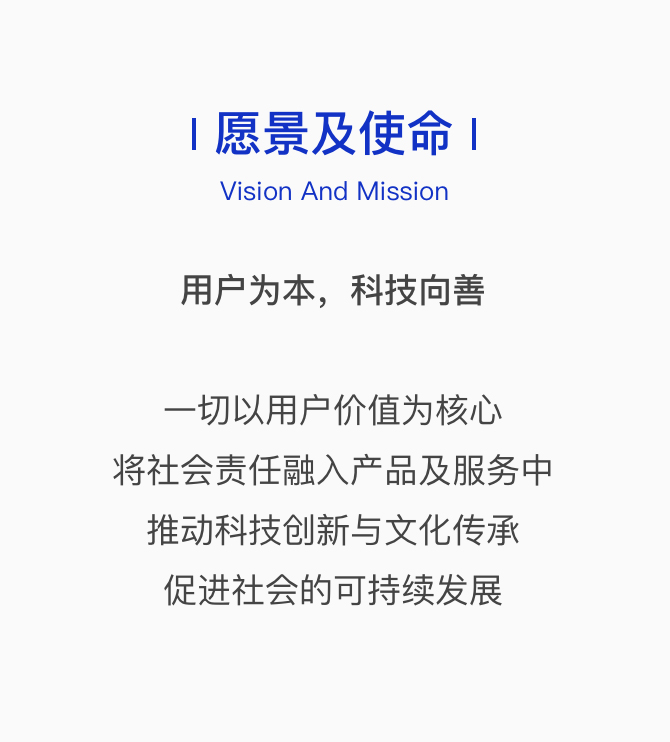 愿景及使命
Vision And Mission
用户为本，科技向善
一切以用户价值为核心
将社会责任融入产品及服务中
推动科技创新与文化传承
促进社会的可持续发展